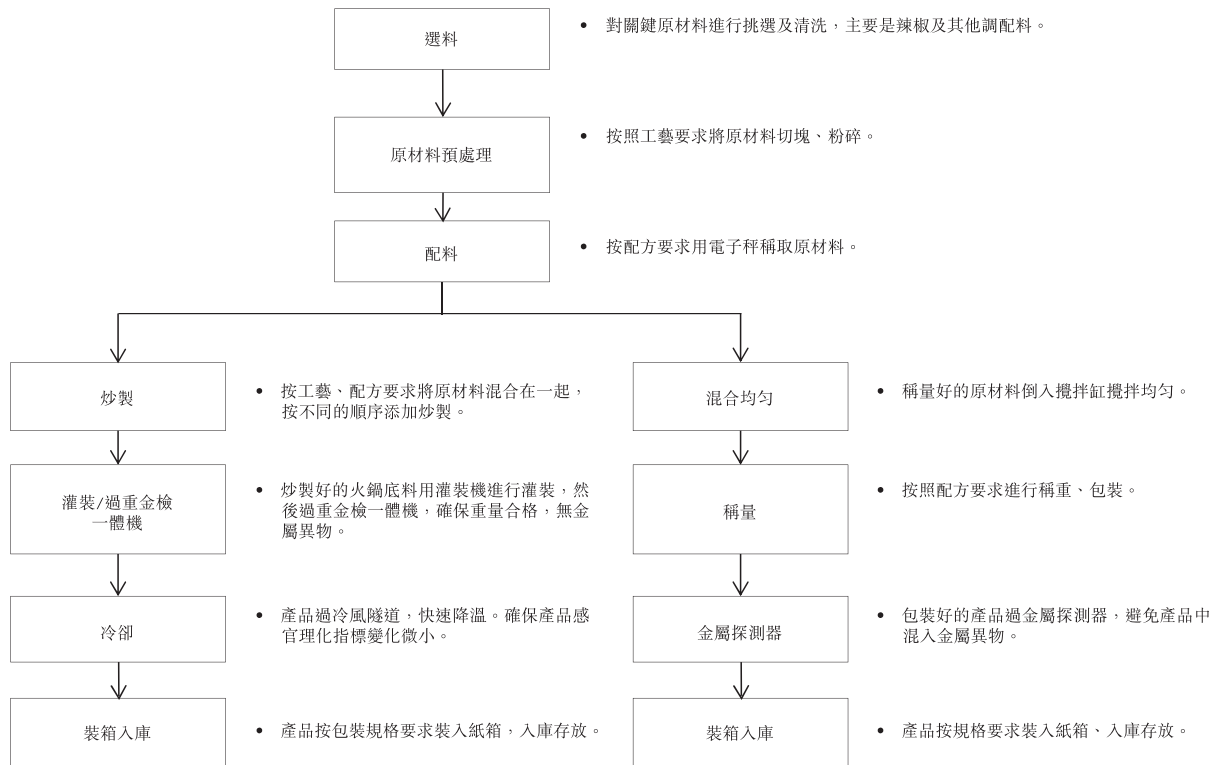 選料
• 對關鍵原材料進行挑選及清洗，主要是辣椒及其他調配料。
原材料預處理
• 按照工藝要求將原材料切塊、粉碎。
配料
• 按配方要求用電子秤稱取原材料。
炒製
• 按工藝、配方要求將原材料混合在一起，
按不同的順序添加炒製。
混合均勻
• 稱量好的原材料倒入攪拌缸攪拌均勻。
灌裝/過重金檢
一體機
• 炒製好的火鍋底料用灌裝機進行灌裝，然
後過重金檢一體機，確保重量合格，無金
屬異物。
稱量
• 按照配方要求進行稱重、包裝。
冷卻
• 產品過冷風隧道，快速降溫。確保產品感
官理化指標變化微小。
金屬探測器
• 包裝好的產品過金屬探測器，避免產品中
混入金屬異物。
裝箱入庫
• 產品按包裝規格要求裝入紙箱，入庫存放。
裝箱入庫
• 產品按規格要求裝入紙箱、入庫存放。